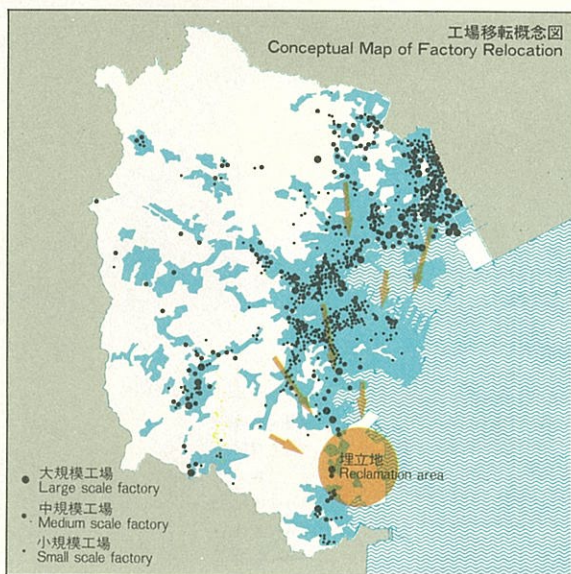 工場移転概念図
Conceptual Map of Factory Relocation
埋立地
Reclamation area
大規模工場
Large scale factory
中規模工場
Medium scale factory
小規模工場
Small scale factory